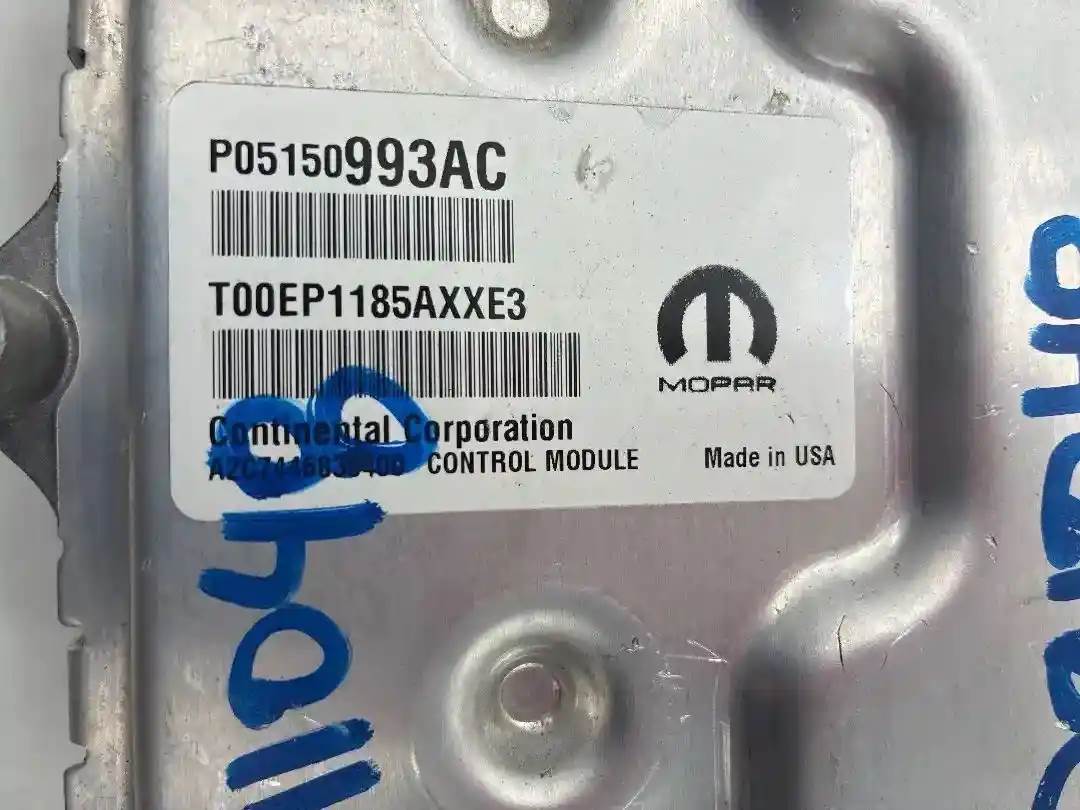 P05150993AC
T00EP1185AXXE3
MOPAR
Continental Corporation
CONTROL MODULE
Made in USA